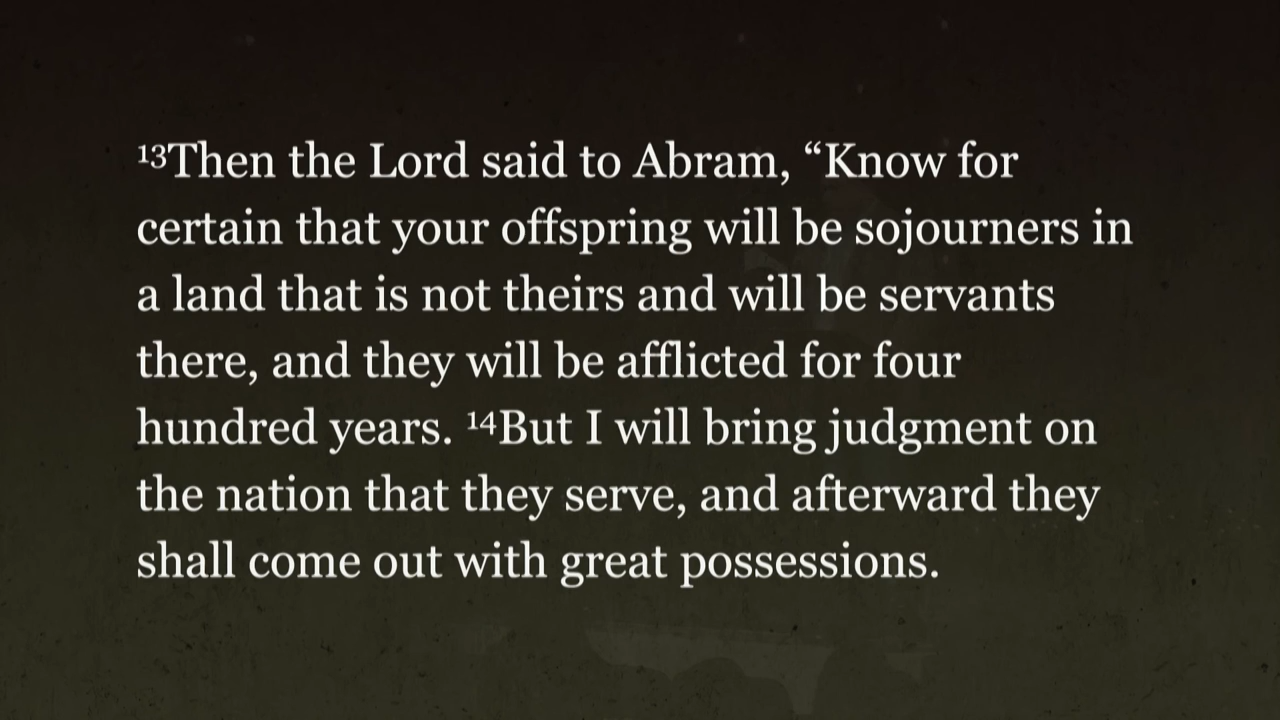 ¹³Then the Lord said to Abram, “Know for
certain that your offspring will be sojourners in
a land that is not theirs and will be servants
there, and they will be afflicted for four
hundred years. ¹⁴But I will bring judgment on
the nation that they serve, and afterward they
shall come out with great possessions.